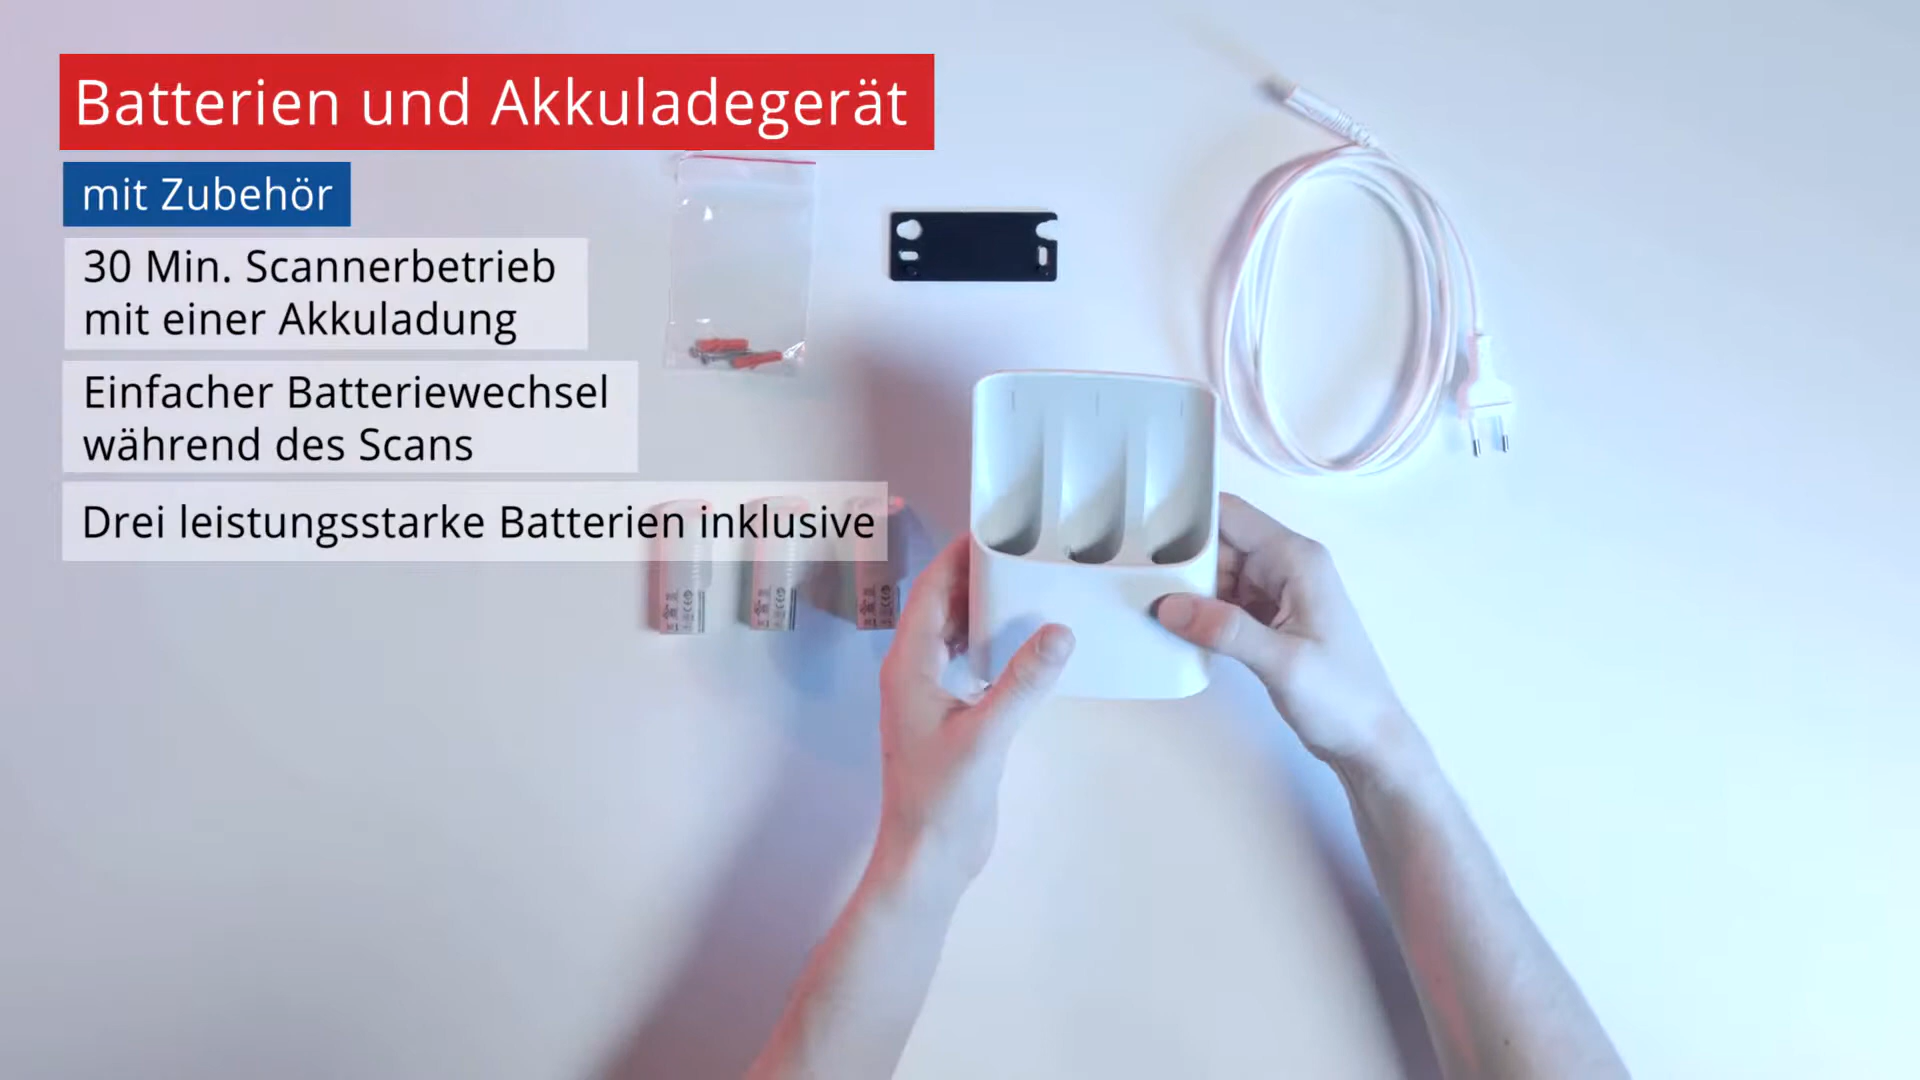 Batterien und Akkuladegerät
mit Zubehör
30 Min. Scannerbetrieb
mit einer Akkuladung
Einfacher Batteriewechsel
während des Scans
Drei leistungsstarke Batterien inklusive